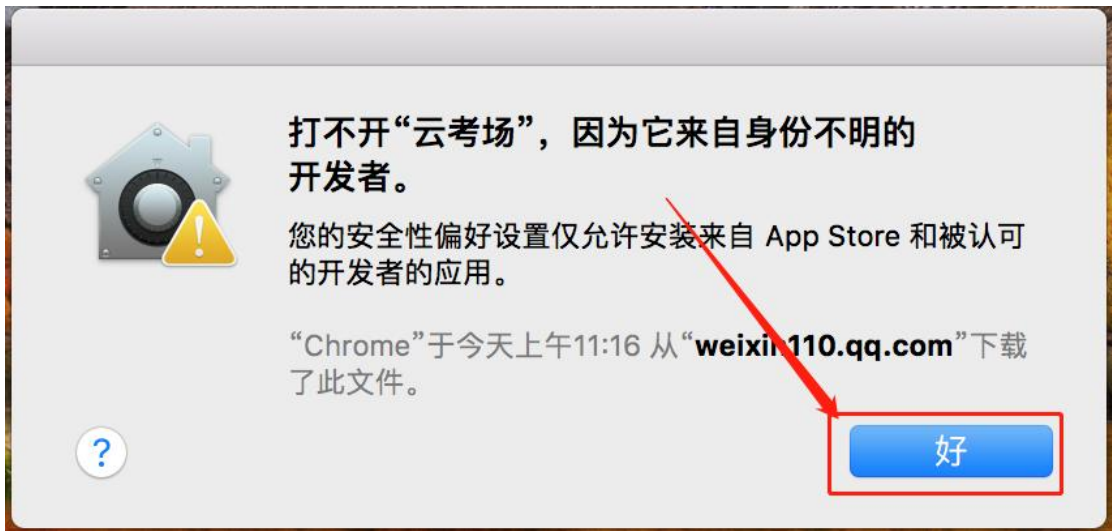 打不开“云考场”，因为它来自身份不明的
开发者。
您的安全性偏好设置仅允许安装来自 App Store 和被认可
的开发者的应用。
“Chrome”于今天上午11:16 从“weixin110.qq.com”下载
了此文件。
?
好